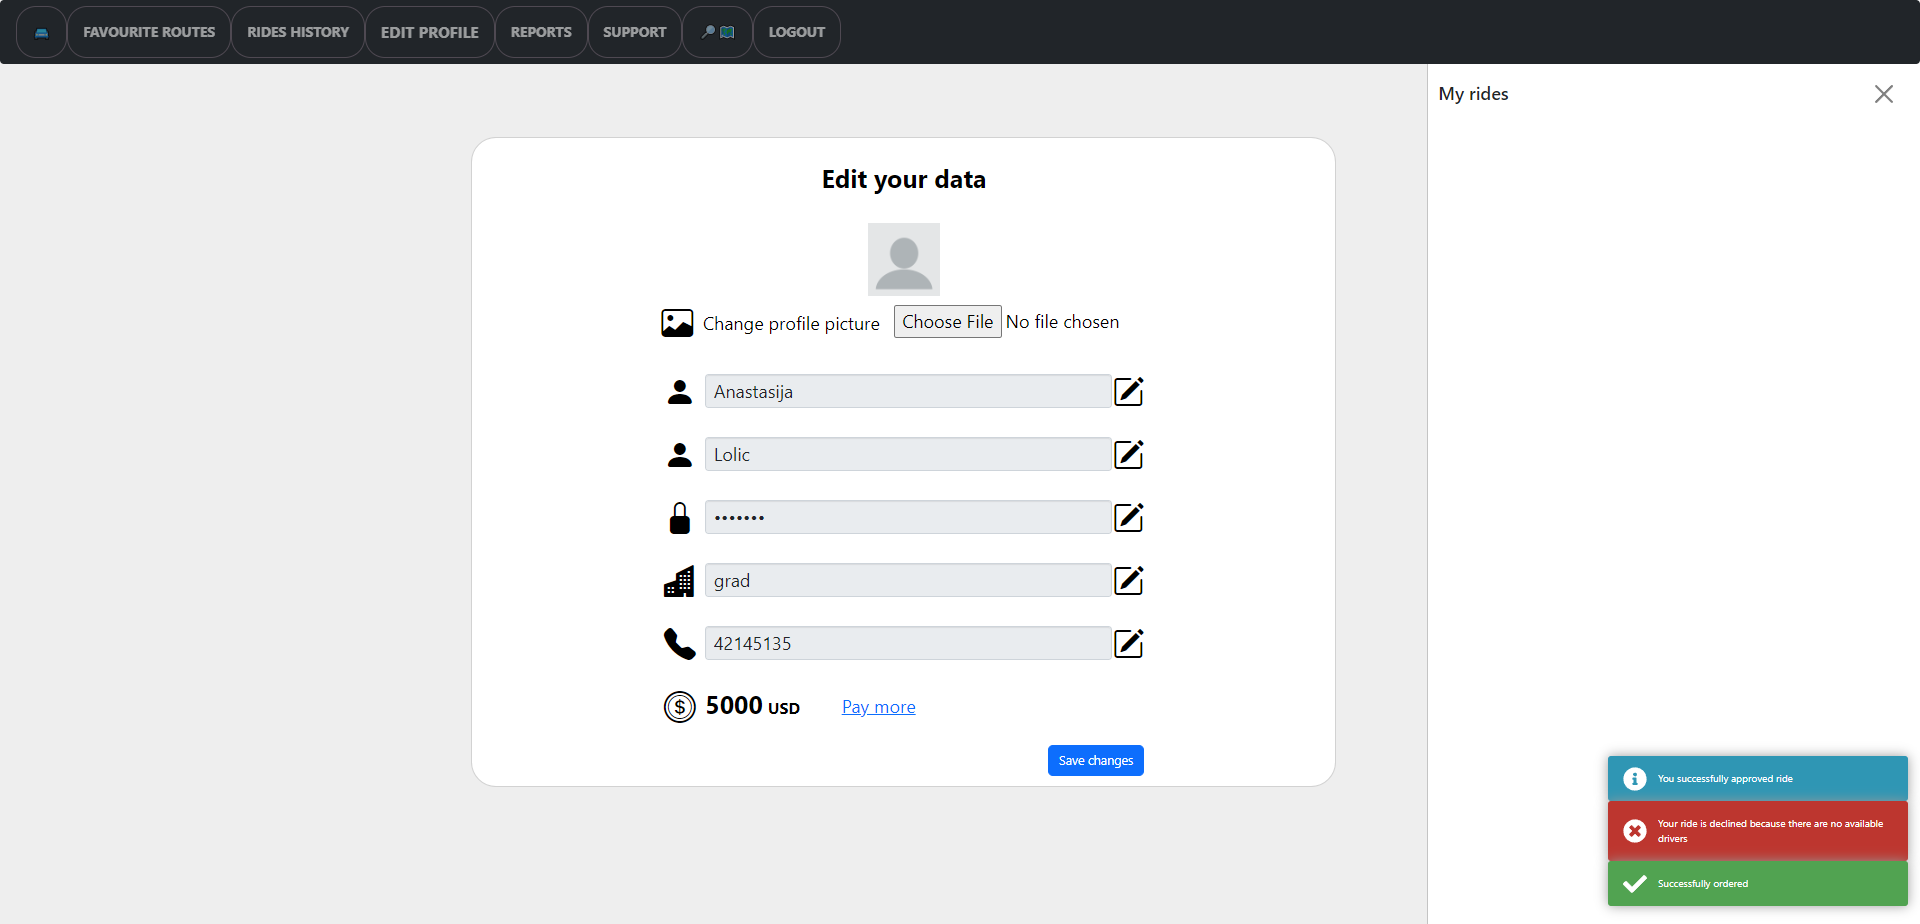 FAVOURITE ROUTES RIDES HISTORY EDIT PROFILE REPORTS SUPPORT LOGOUT
My rides
Edit your data
Change profile picture Choose File No file chosen
Anastasija
Lolic
•••••••
grad
42145135
$ 5000 USD Pay more
Save changes
You successfully approved ride
Your ride is declined because there are no available
drivers
Successfully ordered